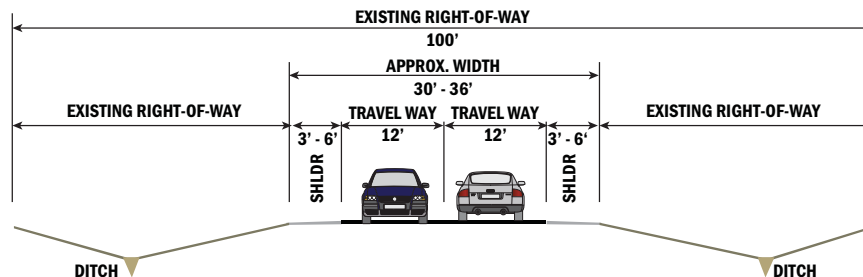 EXISTING RIGHT-OF-WAY
100’
APPROX. WIDTH
30’ - 36’
EXISTING RIGHT-OF-WAY
TRAVEL WAY
TRAVEL WAY
EXISTING RIGHT-OF-WAY
3’ - 6’
12’
12’
3’ - 6‘
SHLDR
SHLDR
DITCH
DITCH